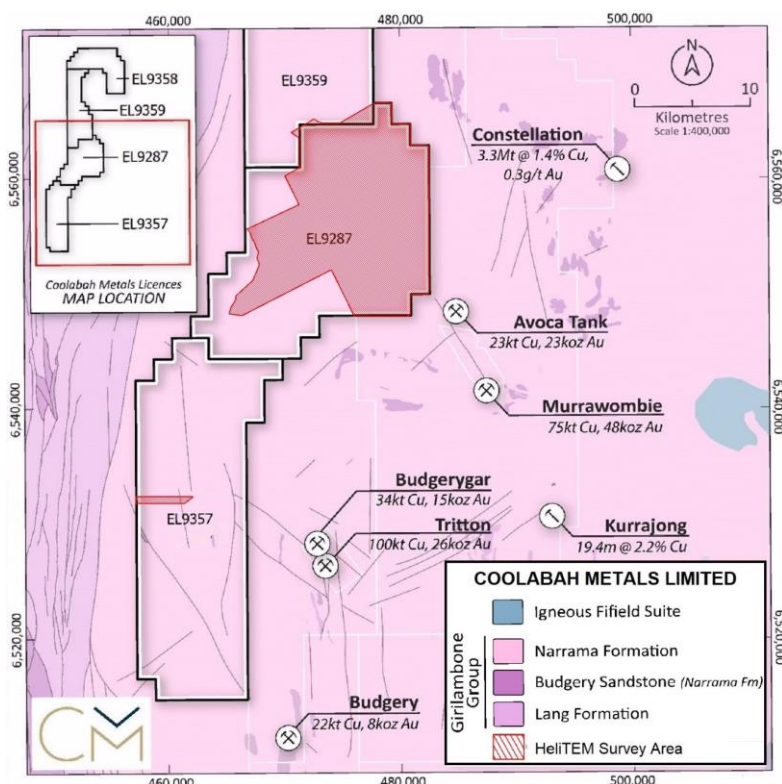 460,000
480,000
500,000
EL9358
EL9359
EL9287
EL9357
Coolabah Metals Licences
MAP LOCATION
EL9359
N
0
10
Kilometres
Scale 1:400,000
Constellation
3.3Mt @ 1.4% Cu,
0.3g/t Au
6,560,000
6,560,000
EL9287
Avoca Tank
23kt Cu, 23koz Au
Murrawombie
75kt Cu, 48koz Au
6,540,000
6,540,000
Budgerygar
34kt Cu, 15koz Au
Tritton
100kt Cu, 26koz Au
Kurrajong
19.4m @ 2.2% Cu
EL9357
6,520,000
6,520,000
Budgery
22kt Cu, 8koz Au
COOLABAH METALS LIMITED
Igneous Fifield Suite
Girilambone
Group
Narrama Formation
Budgery Sandstone (Narrama Fm)
Lang Formation
HeliTEM Survey Area
CM
460,000
480,000
500,000